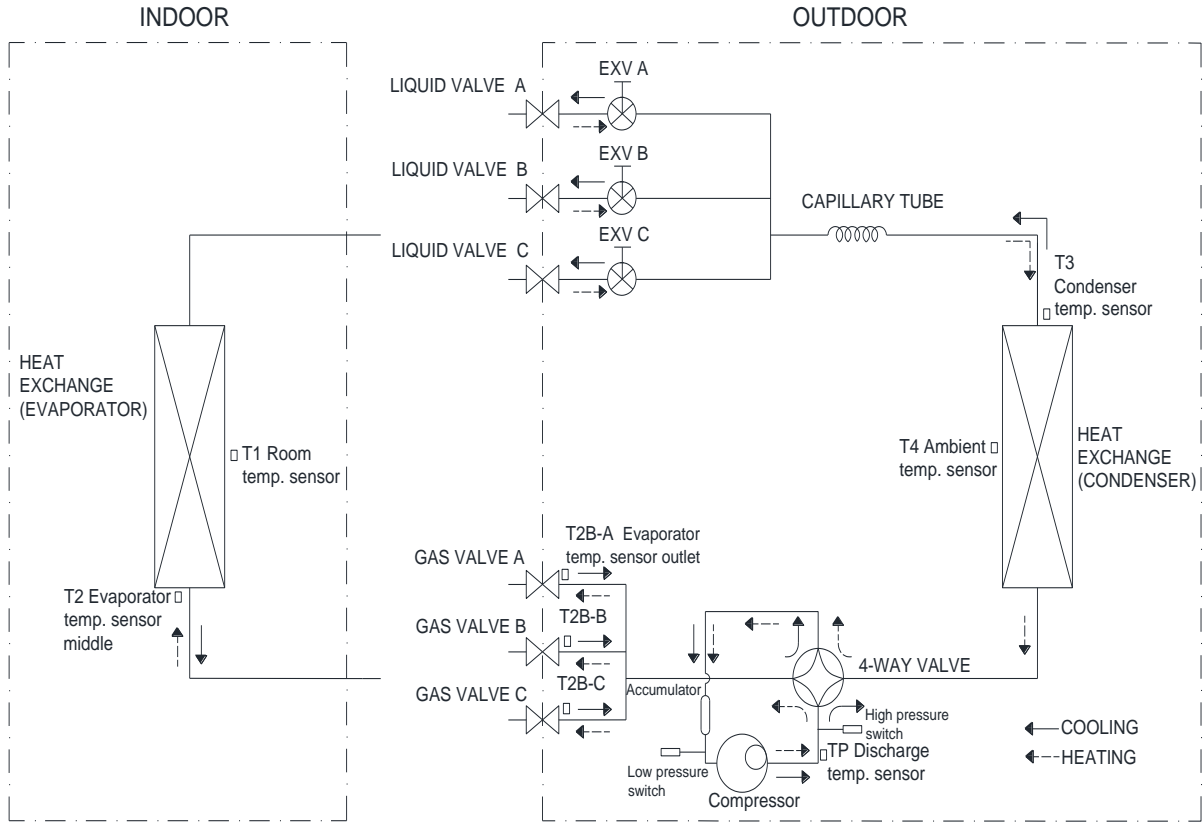 INDOOR
OUTDOOR
EXV A
LIQUID VALVE A
EXV B
LIQUID VALVE B
CAPILLARY TUBE
EXV C
LIQUID VALVE C
T3
Condenser
temp. sensor
HEAT
EXCHANGE
(EVAPORATOR)
T1 Room
temp. sensor
T4 Ambient
temp. sensor
HEAT
EXCHANGE
(CONDENSER)
T2B-A Evaporator
temp. sensor outlet
GAS VALVE A
T2 Evaporator
temp. sensor
middle
T2B-B
GAS VALVE B
4-WAY VALVE
T2B-C
GAS VALVE C
Accumulator
High pressure
switch
COOLING
TP Discharge
temp. sensor
HEATING
Low pressure
switch
Compressor